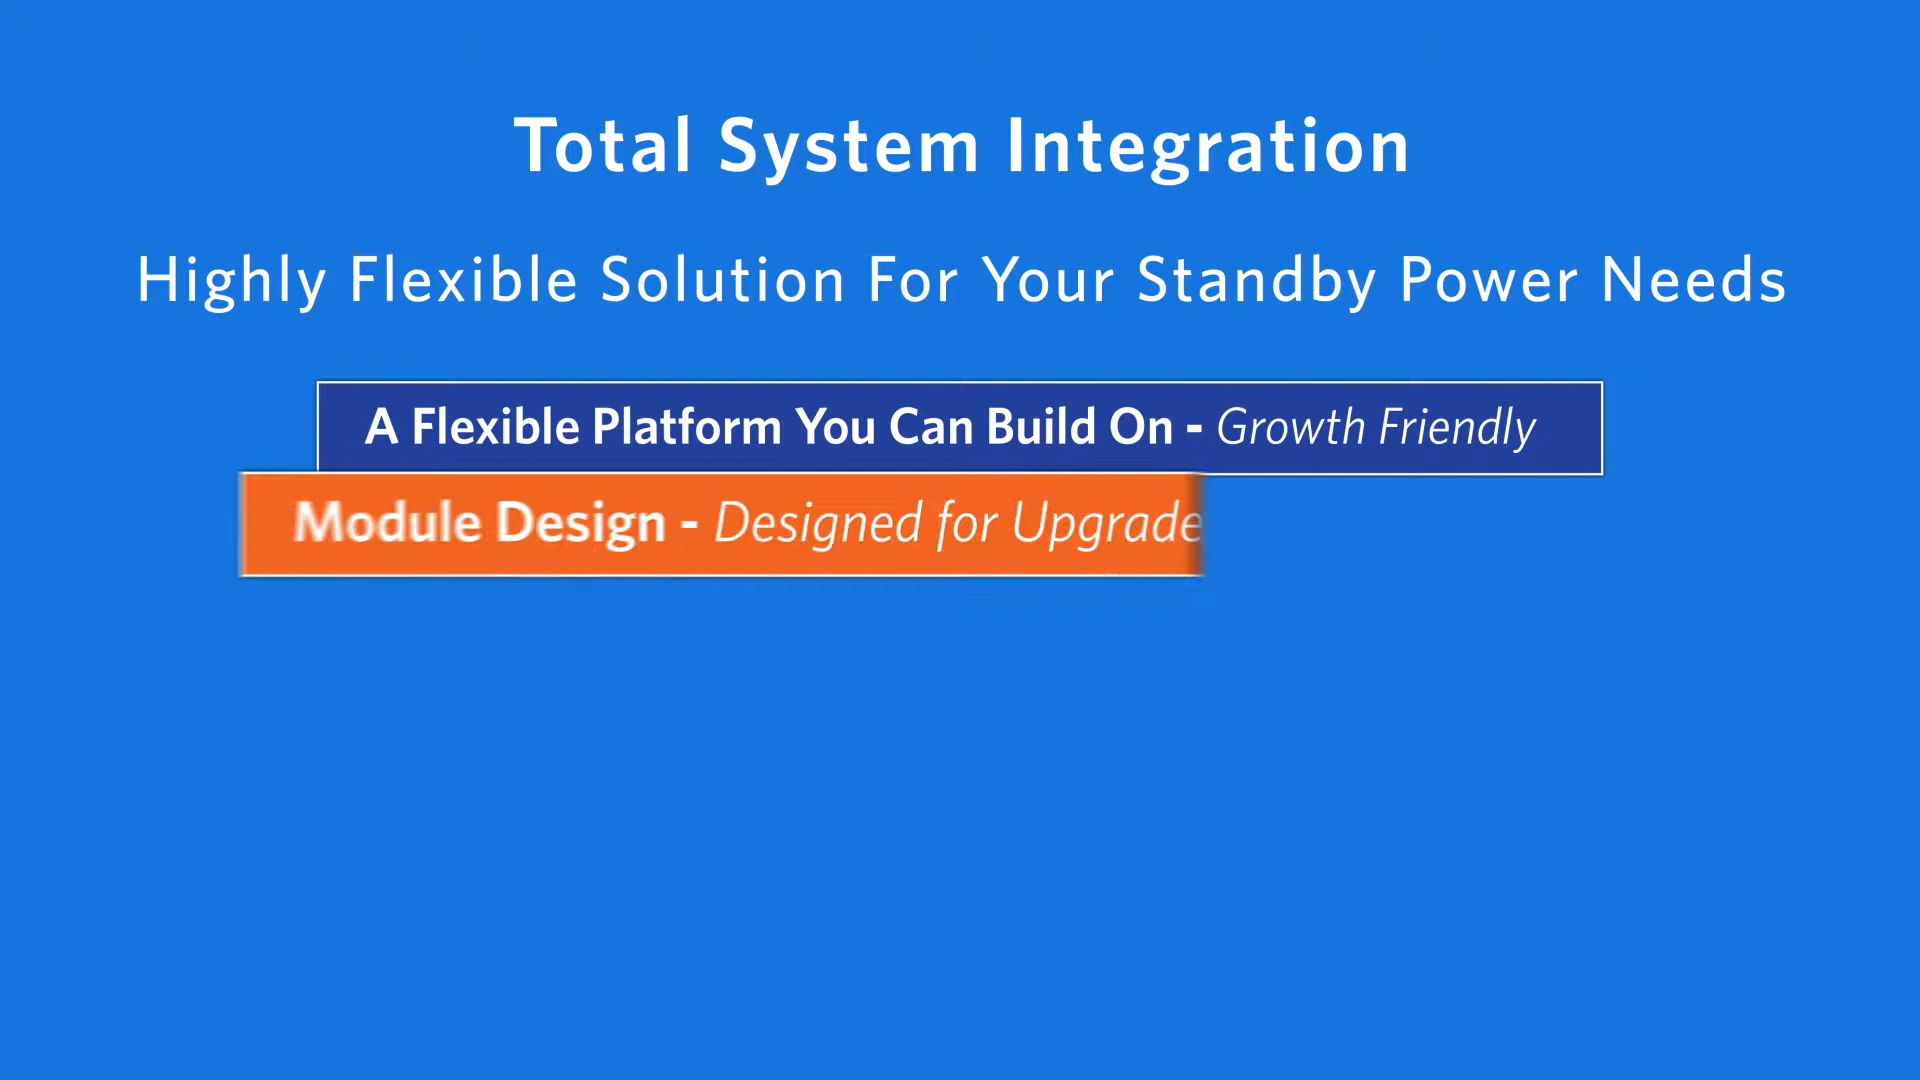 Total System Integration
Highly Flexible Solution For Your Standby Power Needs
A Flexible Platform You Can Build On - Growth Friendly
Module Design - Designed for Upgrade